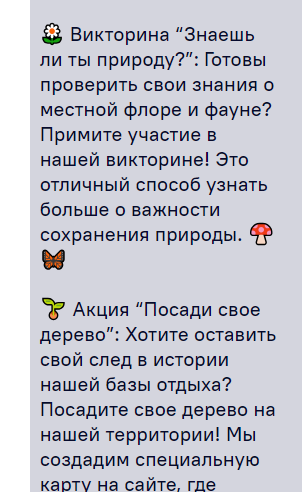 🌼 Викторина “Знаешь
ли ты природу?”: Готовы
проверить свои знания о
местной флоре и фауне?
Примите участие в
нашей викторине! Это
отличный способ узнать
больше о важности
сохранения природы. 🍄
🦋
🌱 Акция “Посади свое
дерево”: Хотите оставить
свой след в истории
нашей базы отдыха?
Посадите свое дерево на
нашей территории! Мы
создадим специальную
карту на сайте, где